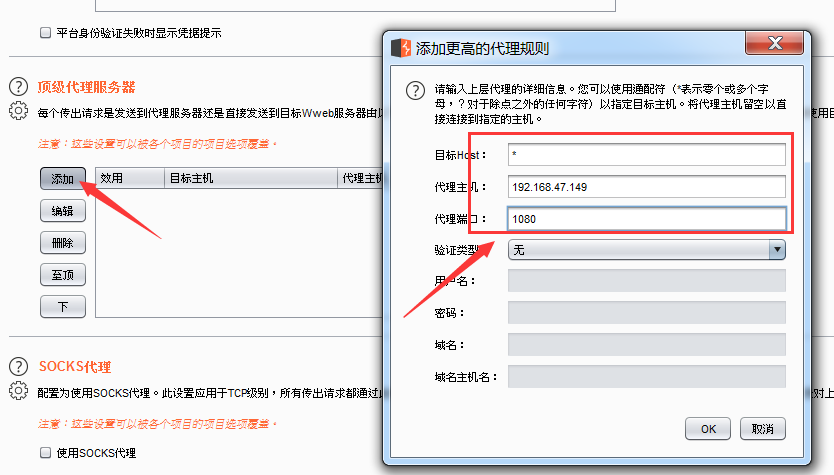 平台身份验证失败时显示凭据提示
添加更高的代理规则
顶级代理服务器
每个传出请求是发送到代理服务器还是直接发送到目标Wweb服务器由以
使用目
注意：这些设置可以被各个项目的项目选项覆盖。
添加
编辑
删除
至顶
下
效用
目标主机
代理主机
请输入上层代理的详细信息。您可以使用通配符（*表示零个或多个字
母，？对于除点之外的任何字符）以指定目标主机。将代理主机留空以直
接连接到指定的主机。
目标Host： *
代理主机： 192.168.47.149
代理端口： 1080
验证类型 无
用户名：
密码：
域名：
域名主机名：
OK 取消
SOCKS代理
配置为使用SOCKS代理。此设置应用于TCP级别，所有传出请求都通过此
对上
注意：这些设置可以被各个项目的项目选项覆盖。
使用SOCKS代理